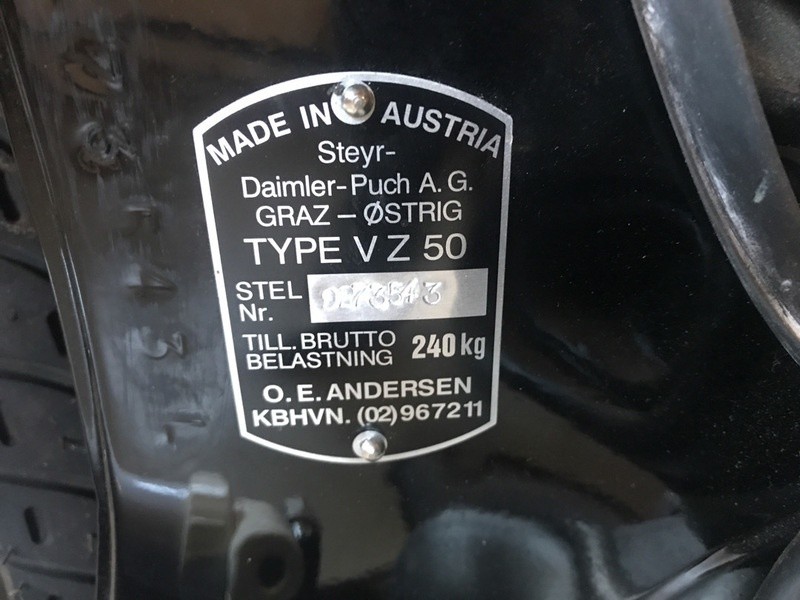 MADE IN AUSTRIA
Steyr-
Daimler-Puch A. G.
GRAZ – ØSTRIG
TYPE V Z 50
STEL
Nr.
TILL. BRUTTO
BELASTNING 240 kg
O. E. ANDERSEN
KBHVN. (02) 967211